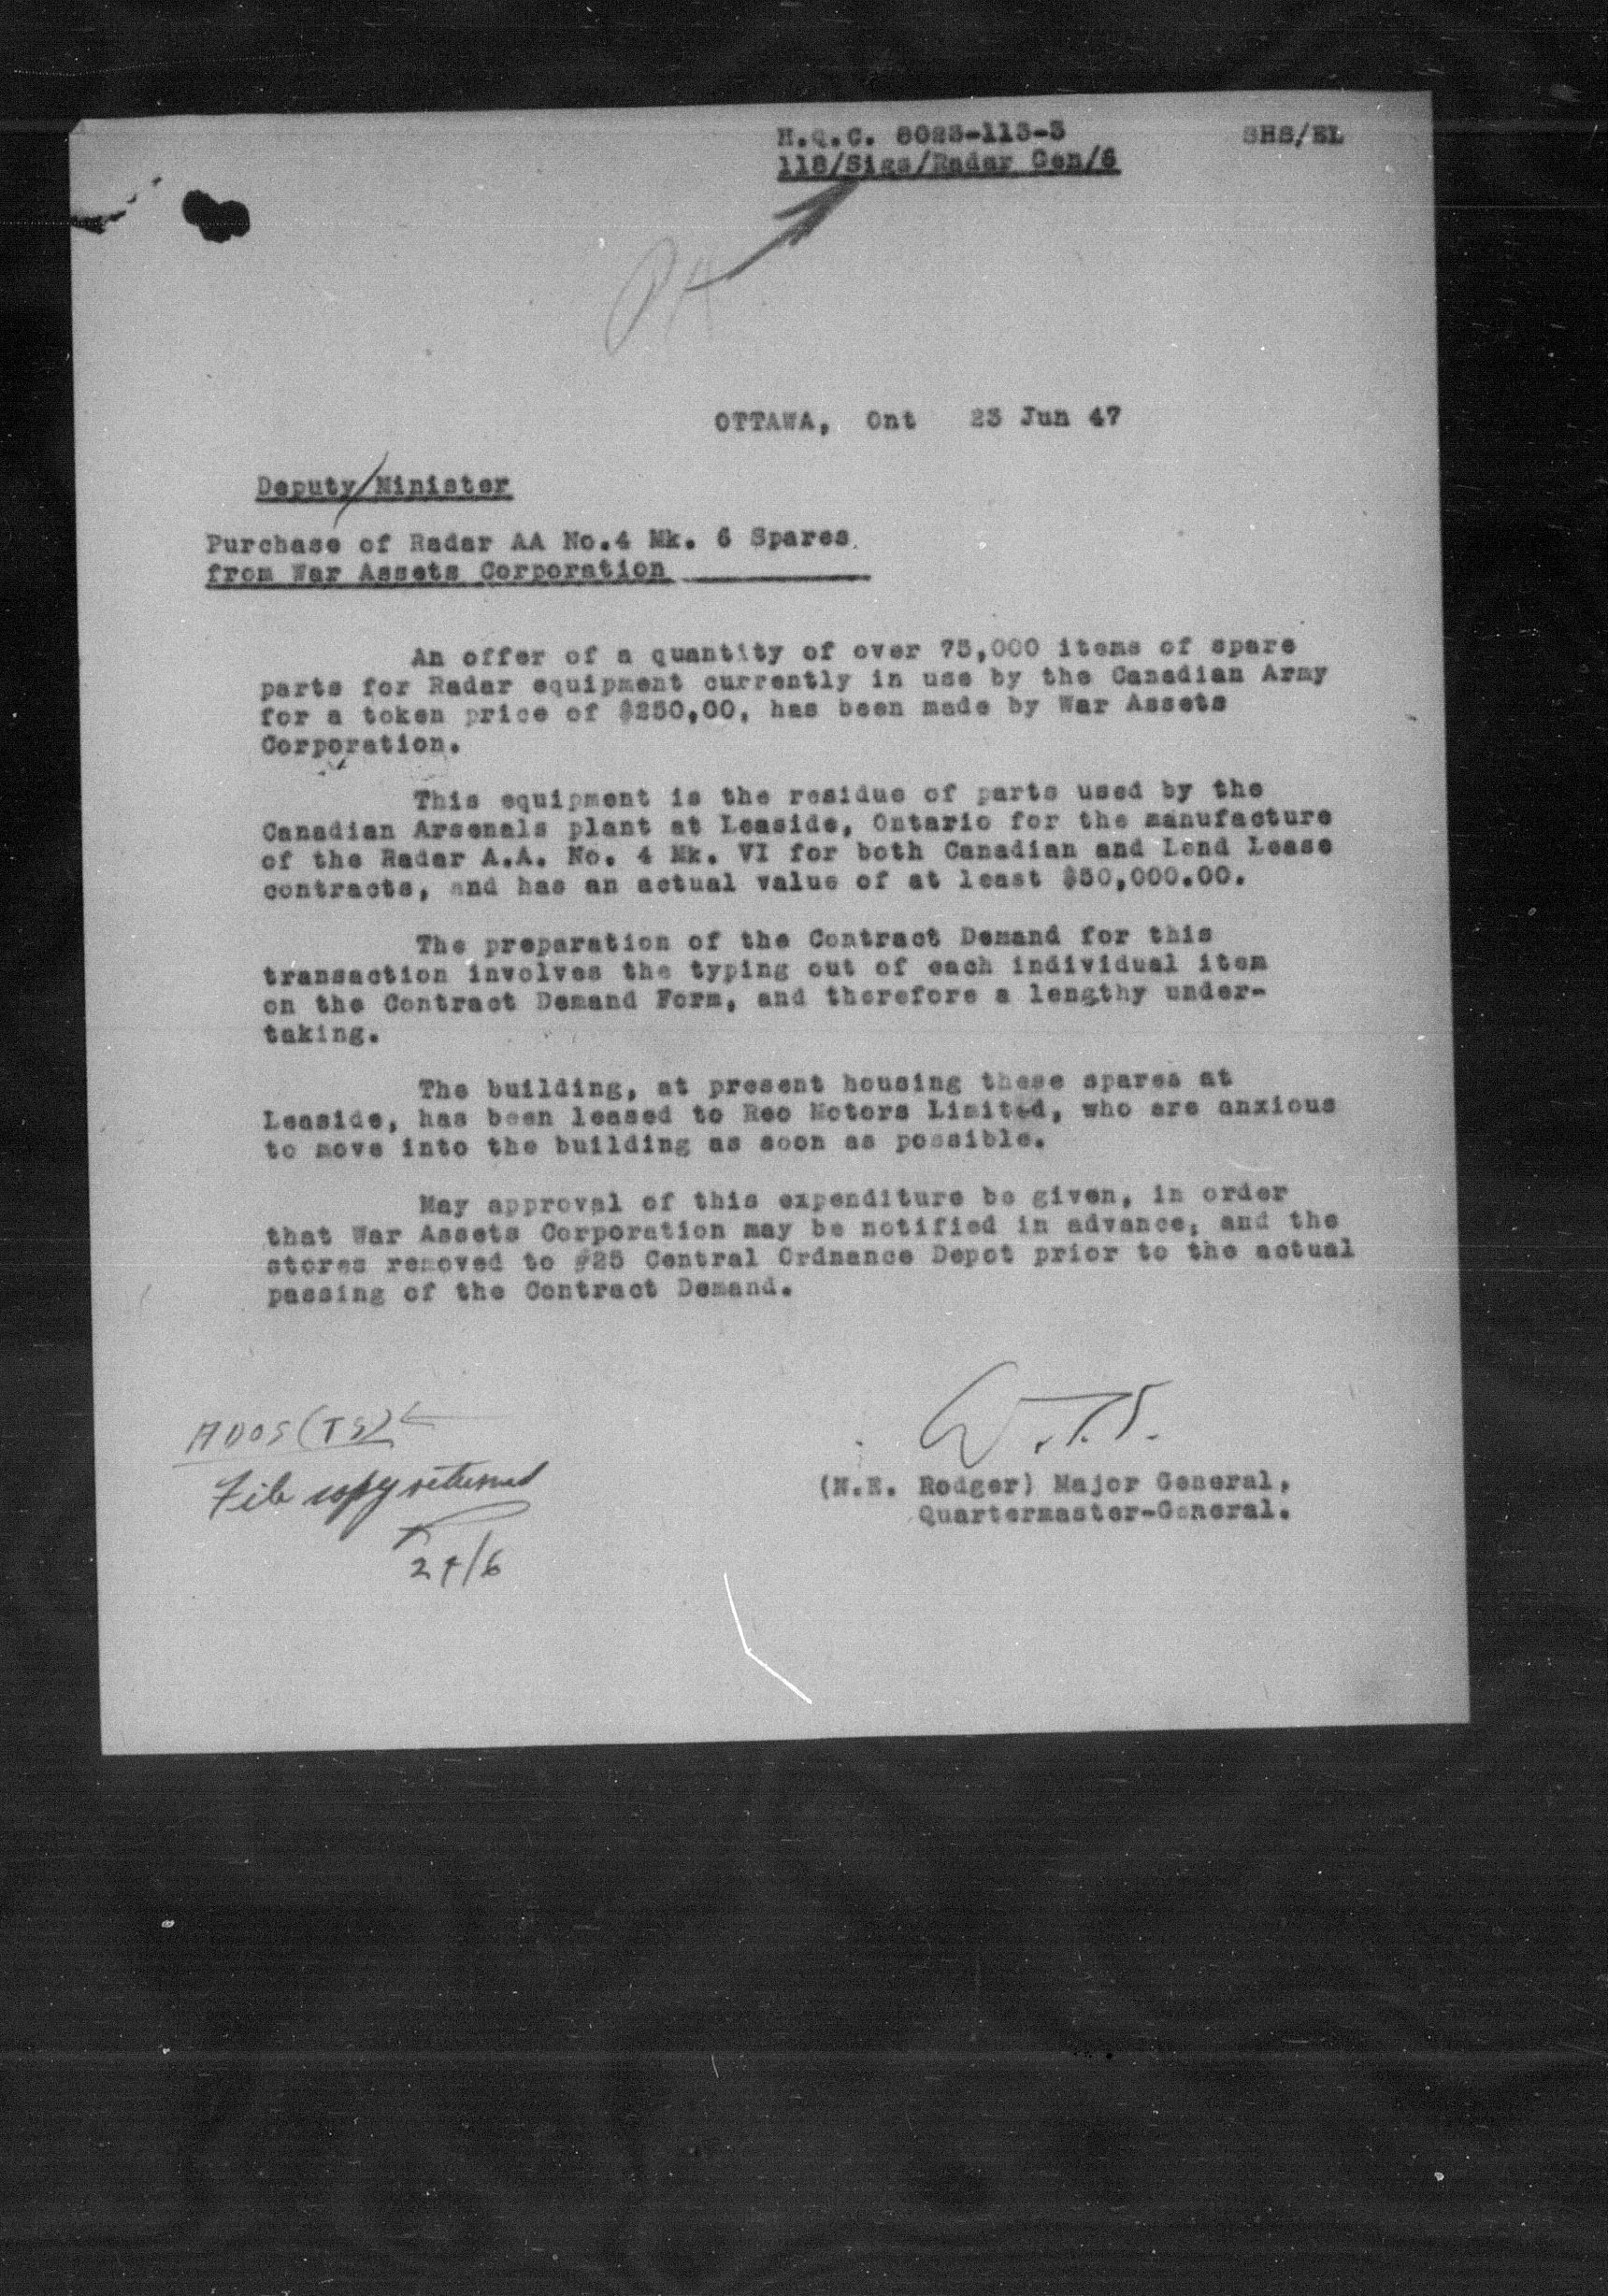 H.Q.C. 8023-113-3 SHS/EL
118/Sigs/Radar Gen/6
PA
OTTAWA, Ont 23 Jun 47
Deputy Minister
Purchase of Radar AA No.4 Mk. 6 Spares
from War Assets Corporation
An offer of a quantity of over 75,000 items of spare
parts for Radar equipment currently in use by the Canadian Army
for a token price of $250.00, has been made by War Assets
Corporation.
This equipment is the residue of parts used by the
Canadian Arsenals plant at Leaside, Ontario for the manufacture
of the Radar A.A. No. 4 Mk. VI for both Canadian and Lend Lease
contracts, and has an actual value of at least $50,000.00.
The preparation of the Contract Demand for this
transaction involves the typing out of each individual item
on the Contract Demand Form, and therefore a lengthy under-
taking.
The building, at present housing these spares at
Leaside, has been leased to Reo Motors Limited, who are anxious
to move into the building as soon as possible.
May approval of this expenditure be given, in order
that War Assets Corporation may be notified in advance, and the
stores removed to #25 Central Ordnance Depot prior to the actual
passing of the Contract Demand.
ADOS (TS)
File copy returned
24/6
(N.E. Rodger) Major General,
Quartermaster-General.